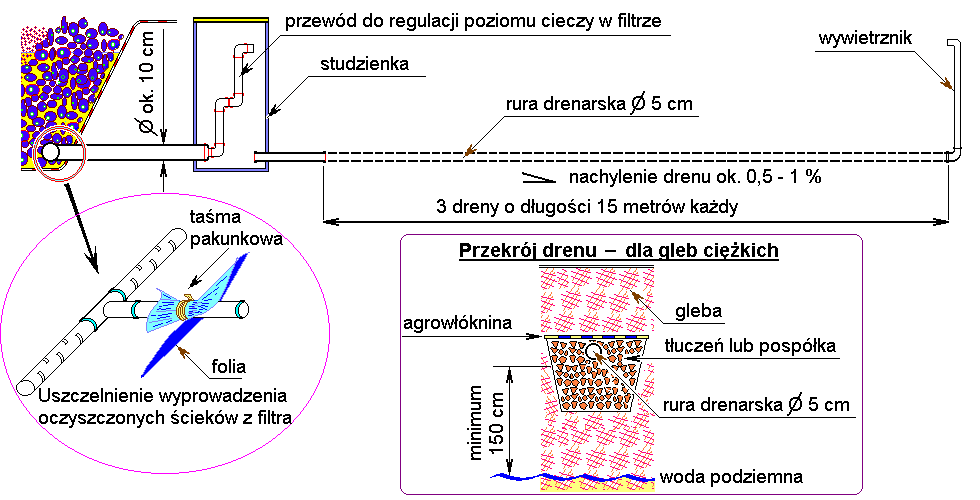 przewód do regulacji poziomu cieczy w filtrze
wywietrznik
studzienka
Ø ok. 10 cm
rura drenarska Ø 5 cm
nachylenie drenu ok. 0,5 - 1 %
3 dreny o długości 15 metrów każdy
taśma
pakunkowa
folia
Uszczelnienie wyprowadzenia
oczyszczonych ścieków z filtra
Przekrój drenu – dla gleb ciężkich
gleba
agrowłóknina
tłuczeń lub pospółka
rura drenarska Ø 5 cm
minimum
150 cm
woda podziemna